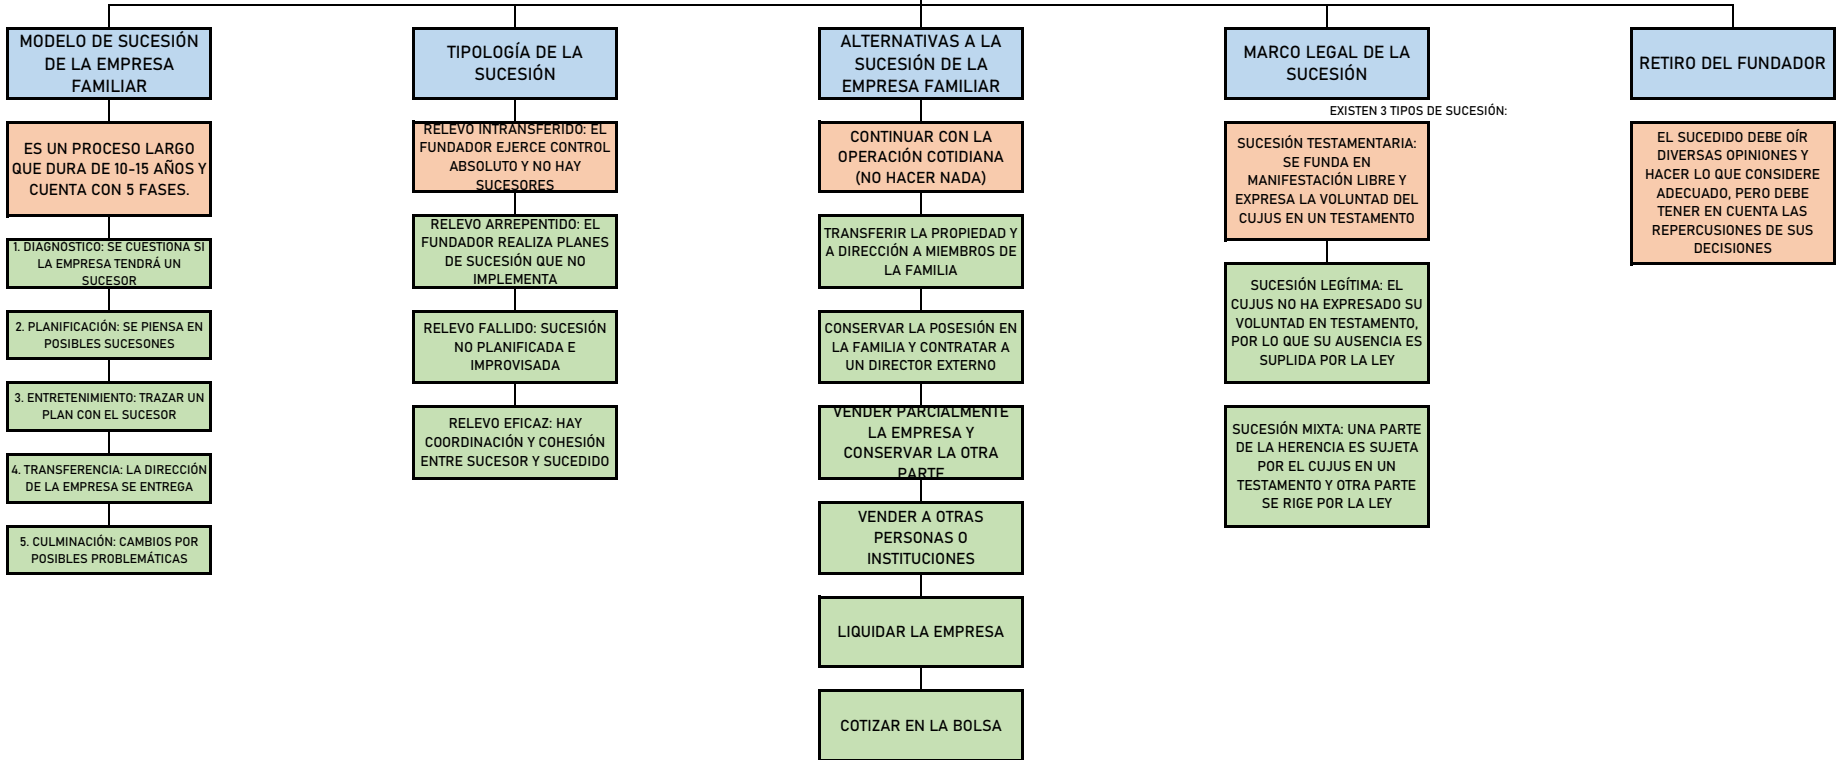 MODELO DE SUCESIÓN
DE LA EMPRESA
FAMILIAR
ES UN PROCESO LARGO
QUE DURA DE 10-15 AÑOS Y
CUENTA CON 5 FASES.
1. DIAGNÓSTICO: SE CUESTIONA SI
LA EMPRESA TENDRÁ UN
SUCESOR
2. PLANIFICACIÓN: SE PIENSA EN
POSIBLES SUCESONES
3. ENTRETENIMIENTO: TRAZAR UN
PLAN CON EL SUCESOR
4. TRANSFERENCIA: LA DIRECCIÓN
DE LA EMPRESA SE ENTREGA
5. CULMINACIÓN: CAMBIOS POR
POSIBLES PROBLEMÁTICAS
TIPOLOGÍA DE LA
SUCESIÓN
RELEVO INTRANSFERIDO: EL
FUNDADOR EJERCE CONTROL
ABSOLUTO Y NO HAY
SUCESORES
RELEVO ARREPENTIDO: EL
FUNDADOR REALIZA PLANES
DE SUCESIÓN QUE NO
IMPLEMENTA
RELEVO FALLIDO: SUCESIÓN
NO PLANIFICADA E
IMPROVISADA
RELEVO EFICAZ: HAY
COORDINACIÓN Y COHESIÓN
ENTRE SUCESOR Y SUCEDIDO
ALTERNATIVAS A LA
SUCESIÓN DE LA
EMPRESA FAMILIAR
CONTINUAR CON LA
OPERACIÓN COTIDIANA
(NO HACER NADA)
TRANSFERIR LA PROPIEDAD Y
A DIRECCIÓN A MIEMBROS DE
LA FAMILIA
CONSERVAR LA POSESIÓN EN
LA FAMILIA Y CONTRATAR A
UN DIRECTOR EXTERNO
VENDER PARCIALMENTE
LA EMPRESA Y
CONSERVAR LA OTRA
PARTE
VENDER A OTRAS
PERSONAS O
INSTITUCIONES
LIQUIDAR LA EMPRESA
COTIZAR EN LA BOLSA
MARCO LEGAL DE LA
SUCESIÓN
EXISTEN 3 TIPOS DE SUCESIÓN:
SUCESIÓN TESTAMENTARIA:
SE FUNDA EN
MANIFESTACIÓN LIBRE Y
EXPRESA LA VOLUNTAD DEL
CUJUS EN UN TESTAMENTO
SUCESIÓN LEGÍTIMA: EL
CUJUS NO HA EXPRESADO SU
VOLUNTAD EN TESTAMENTO,
POR LO QUE SU AUSENCIA ES
SUPLIDA POR LA LEY
SUCESIÓN MIXTA: UNA PARTE
DE LA HERENCIA ES SUJETA
POR EL CUJUS EN UN
TESTAMENTO Y OTRA PARTE
SE RIGE POR LA LEY
RETIRO DEL FUNDADOR
EL SUCEDIDO DEBE OÍR
DIVERSAS OPINIONES Y
HACER LO QUE CONSIDERE
ADECUADO, PERO DEBE
TENER EN CUENTA LAS
REPERCUSIONES DE SUS
DECISIONES